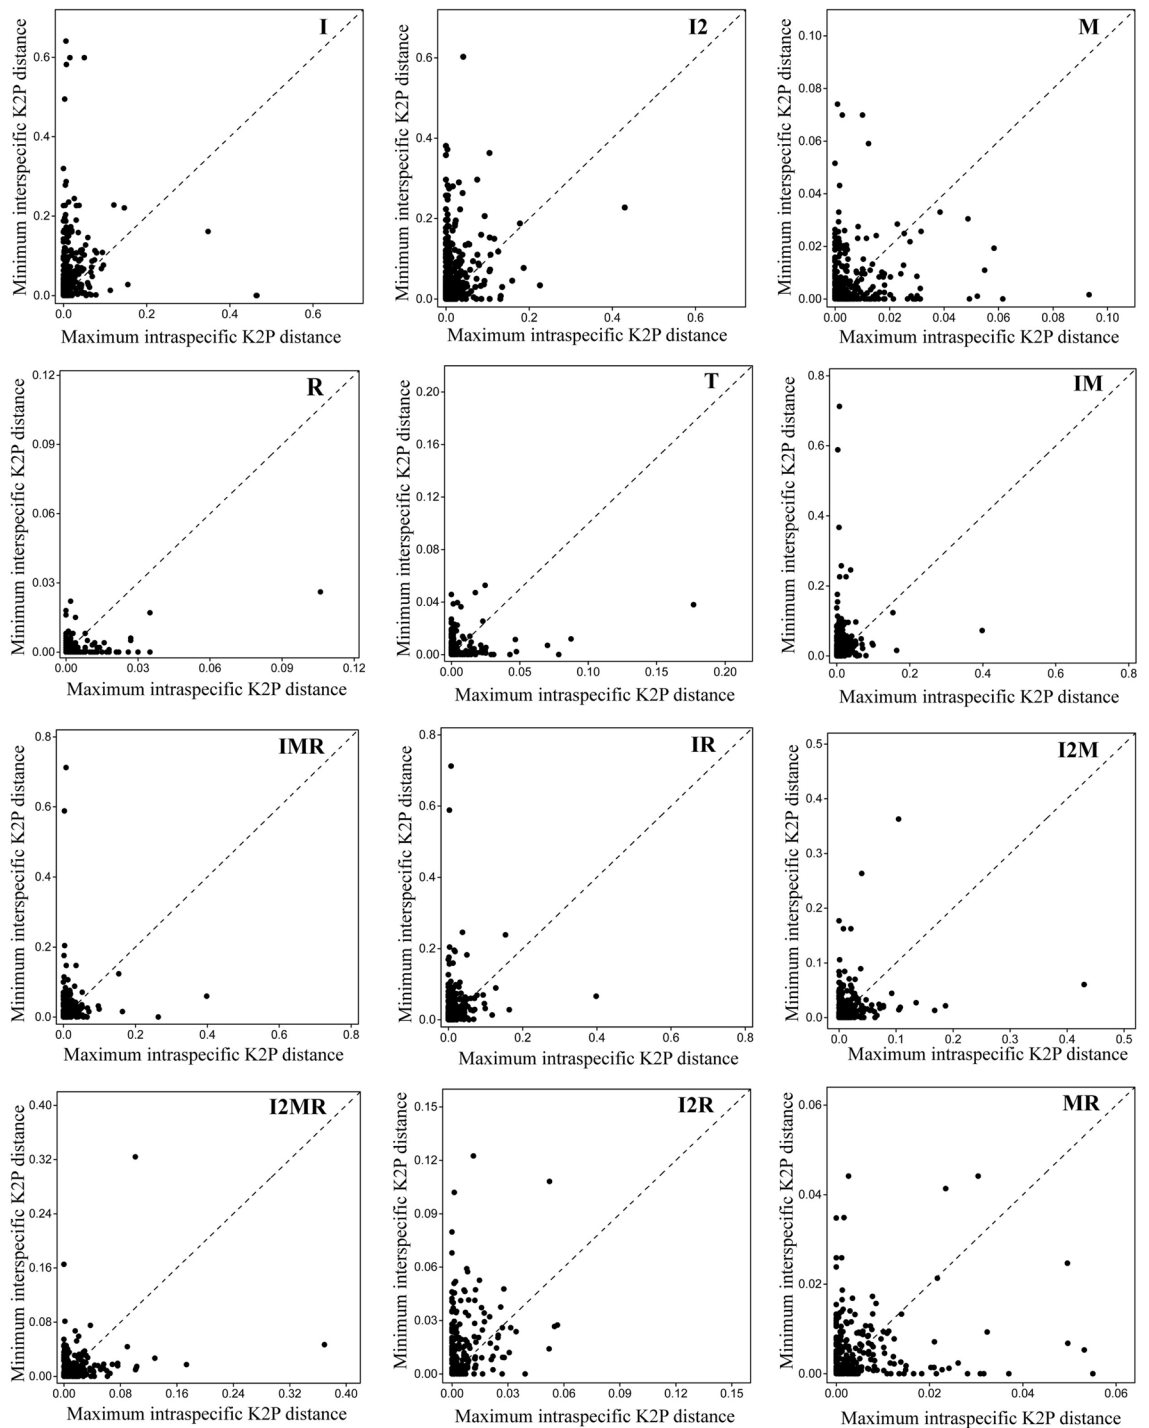 I
Minimum interspecific K2P distance
0.6
0.4
0.2
0.0
0.0 0.2 0.4 0.6
Maximum intraspecific K2P distance
I2
Minimum interspecific K2P distance
0.6
0.4
0.2
0.0
0.0 0.2 0.4 0.6
Maximum intraspecific K2P distance
M
Minimum interspecific K2P distance
0.10
0.08
0.06
0.04
0.02
0.00
0.00 0.02 0.04 0.06 0.08 0.10
Maximum intraspecific K2P distance
R
Minimum interspecific K2P distance
0.12
0.09
0.06
0.03
0.00
0.00 0.03 0.06 0.09 0.12
Maximum intraspecific K2P distance
T
Minimum interspecific K2P distance
0.20
0.16
0.12
0.08
0.04
0.00
0.00 0.05 0.10 0.15 0.20
Maximum intraspecific K2P distance
IM
Minimum interspecific K2P distance
0.8
0.6
0.4
0.2
0.0
0.0 0.2 0.4 0.6 0.8
Maximum intraspecific K2P distance
IMR
Minimum interspecific K2P distance
0.8
0.6
0.4
0.2
0.0
0.0 0.2 0.4 0.6 0.8
Maximum intraspecific K2P distance
IR
Minimum interspecific K2P distance
0.8
0.6
0.4
0.2
0.0
0.0 0.2 0.4 0.6 0.8
Maximum intraspecific K2P distance
I2M
Minimum interspecific K2P distance
0.5
0.4
0.3
0.2
0.1
0.0
0.0 0.1 0.2 0.3 0.4 0.5
Maximum intraspecific K2P distance
I2MR
Minimum interspecific K2P distance
0.40
0.32
0.24
0.16
0.08
0.00
0.00 0.08 0.16 0.24 0.32 0.40
Maximum intraspecific K2P distance
I2R
Minimum interspecific K2P distance
0.15
0.12
0.09
0.06
0.03
0.00
0.00 0.03 0.06 0.09 0.12 0.15
Maximum intraspecific K2P distance
MR
Minimum interspecific K2P distance
0.06
0.04
0.02
0.00
0.00 0.02 0.04 0.06
Maximum intraspecific K2P distance